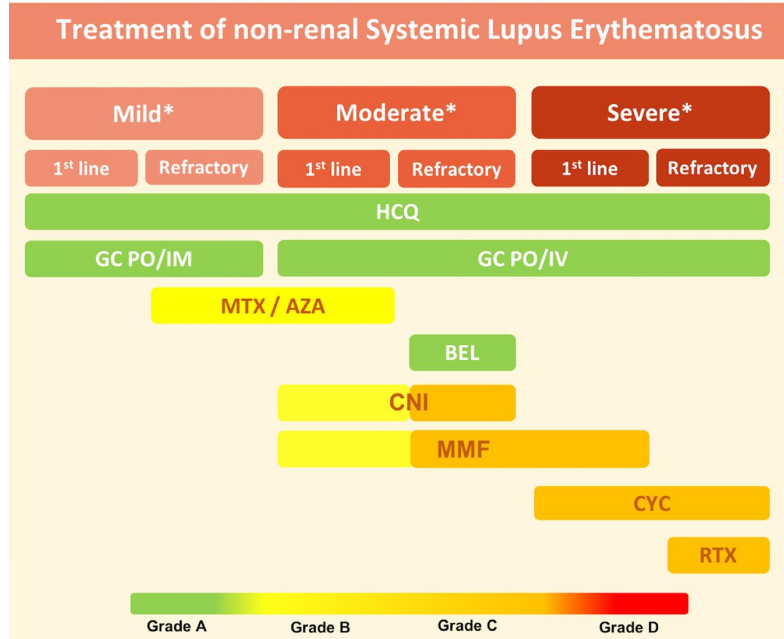 Treatment of non-renal Systemic Lupus Erythematosus
Mild* Moderate* Severe*
1st line Refractory 1st line Refractory 1st line Refractory
HCQ
GC PO/IM GC PO/IV
MTX / AZA
BEL
CNI
MMF
CYC
RTX
Grade A Grade B Grade C Grade D